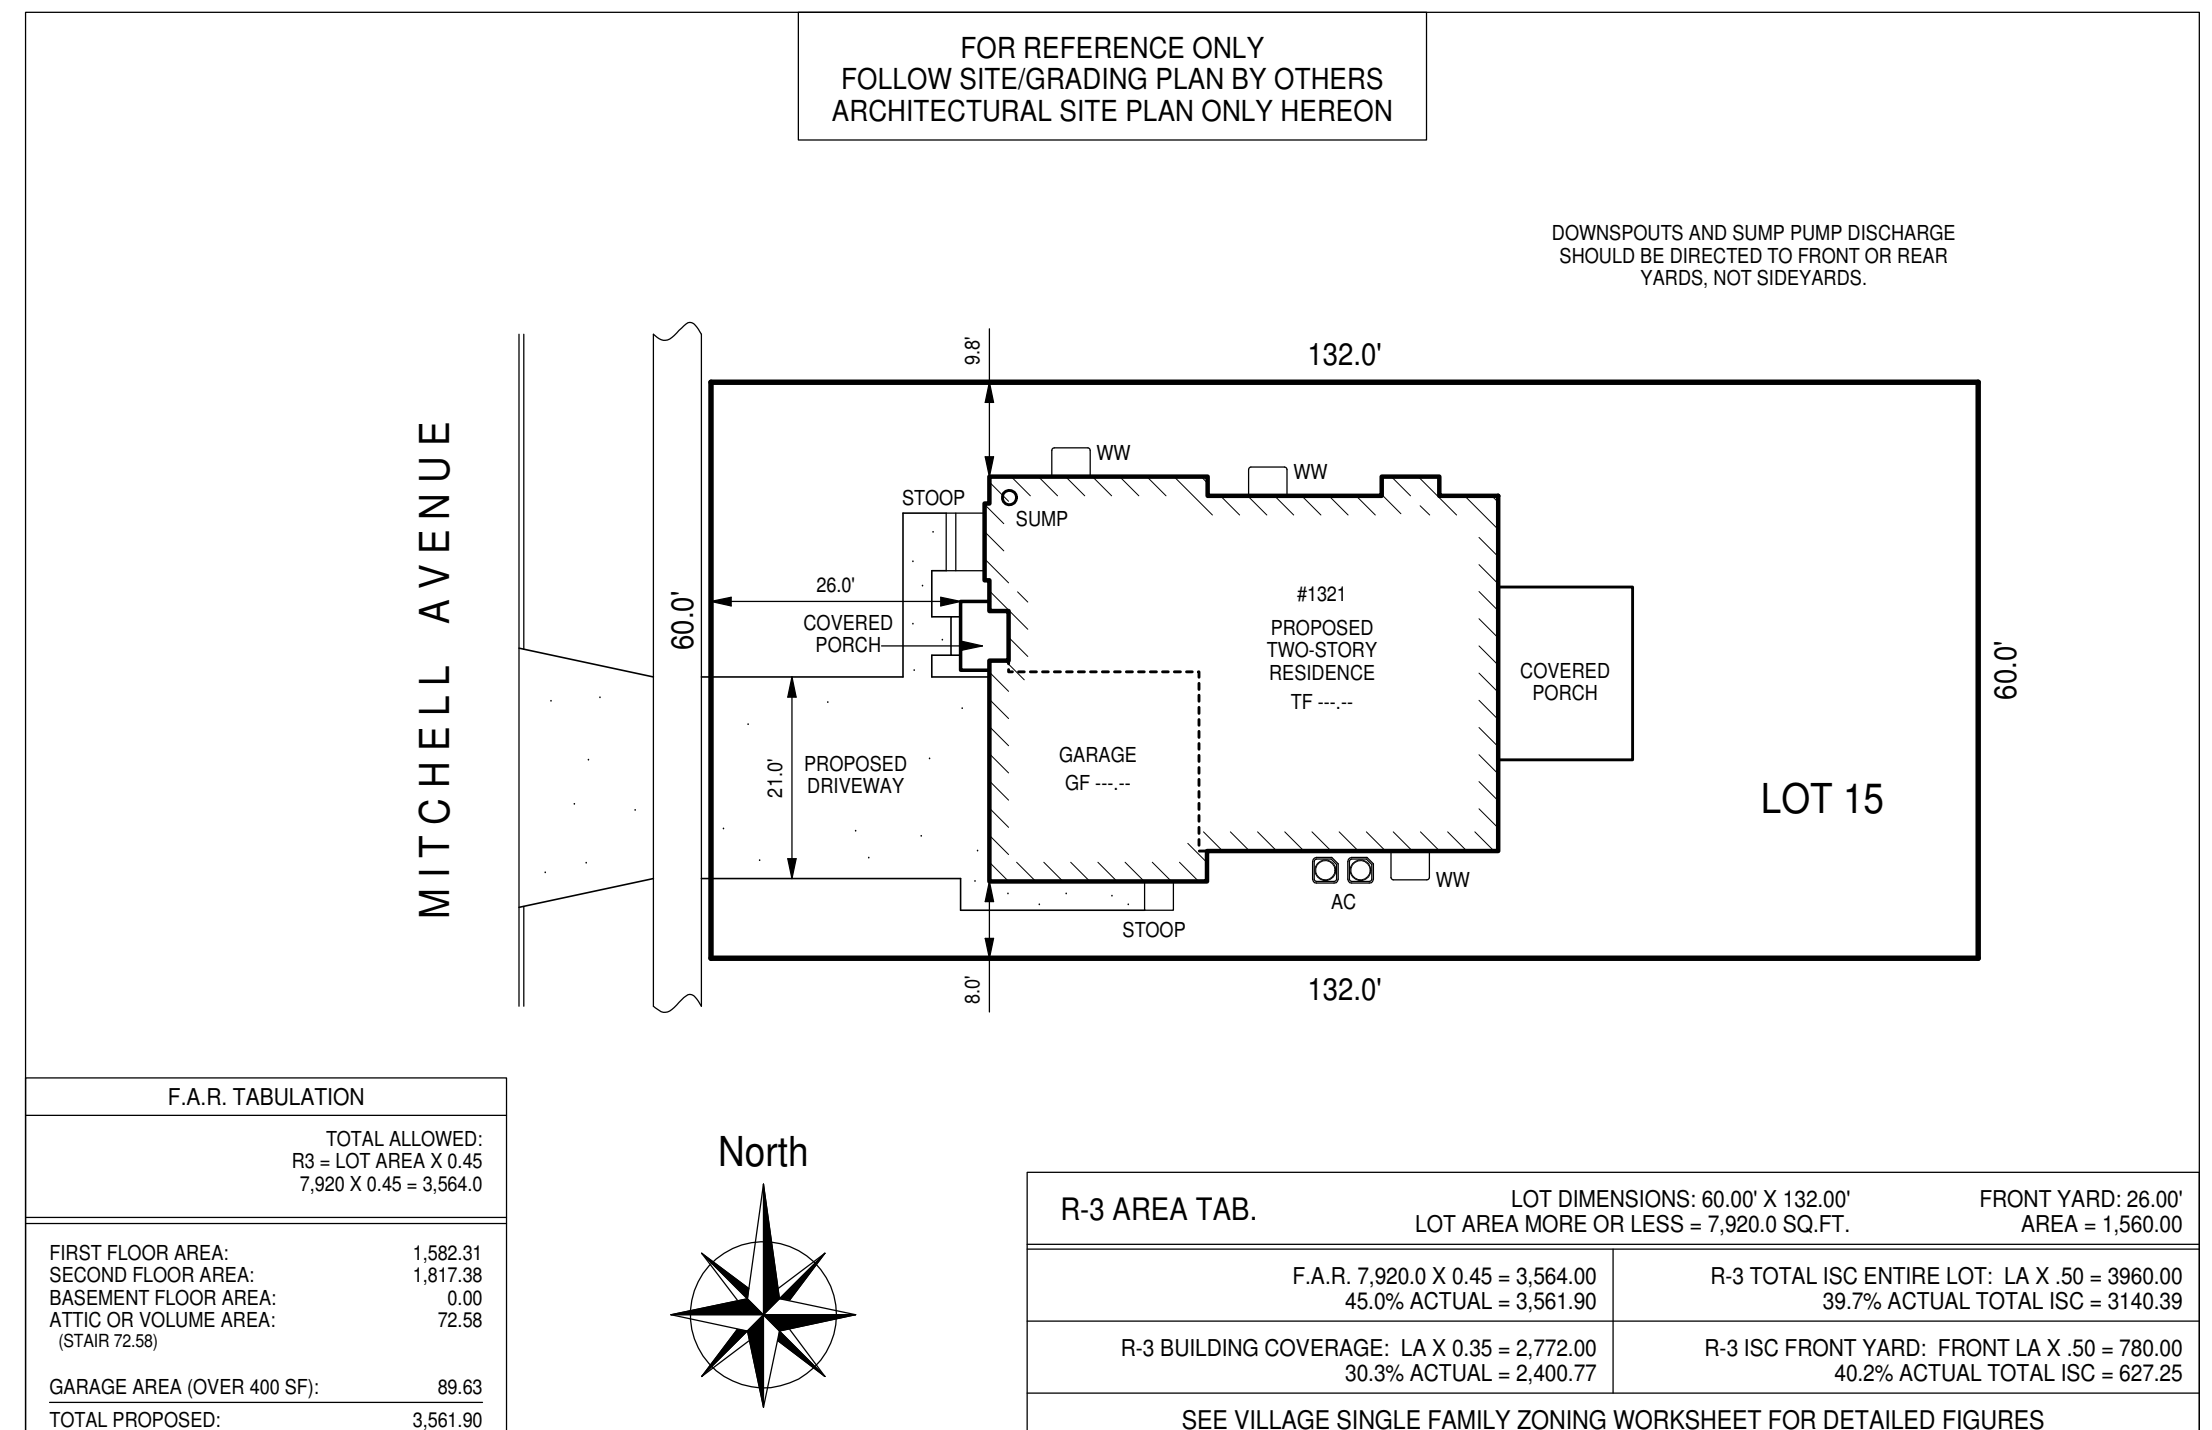 FOR REFERENCE ONLY
FOLLOW SITE/GRADING PLAN BY OTHERS
ARCHITECTURAL SITE PLAN ONLY HEREON
DOWNSPOUTS AND SUMP PUMP DISCHARGE
SHOULD BE DIRECTED TO FRONT OR REAR
YARDS, NOT SIDEYARDS.
9.8'
132.0'
MITCHELL AVENUE
WW
WW
STOOP
SUMP
26.0'
60.0'
COVERED
PORCH
#1321
PROPOSED
TWO-STORY
RESIDENCE
TF ---.--
COVERED
PORCH
60.0'
21.0'
PROPOSED
DRIVEWAY
GARAGE
GF ---.--
LOT 15
AC
WW
STOOP
8.0'
132.0'
F.A.R. TABULATION
TOTAL ALLOWED:
R3 = LOT AREA X 0.45
7,920 X 0.45 = 3,564.0
FIRST FLOOR AREA: 1,582.31
SECOND FLOOR AREA: 1,817.38
BASEMENT FLOOR AREA: 0.00
ATTIC OR VOLUME AREA: 72.58
(STAIR 72.58)
GARAGE AREA (OVER 400 SF): 89.63
TOTAL PROPOSED: 3,561.90
North
R-3 AREA TAB.
LOT DIMENSIONS: 60.00' X 132.00'
LOT AREA MORE OR LESS = 7,920.0 SQ.FT.
FRONT YARD: 26.00'
AREA = 1,560.00
F.A.R. 7,920.0 X 0.45 = 3,564.00
45.0% ACTUAL = 3,561.90
R-3 TOTAL ISC ENTIRE LOT: LA X .50 = 3960.00
39.7% ACTUAL TOTAL ISC = 3140.39
R-3 BUILDING COVERAGE: LA X 0.35 = 2,772.00
30.3% ACTUAL = 2,400.77
R-3 ISC FRONT YARD: FRONT LA X .50 = 780.00
40.2% ACTUAL TOTAL ISC = 627.25
SEE VILLAGE SINGLE FAMILY ZONING WORKSHEET FOR DETAILED FIGURES